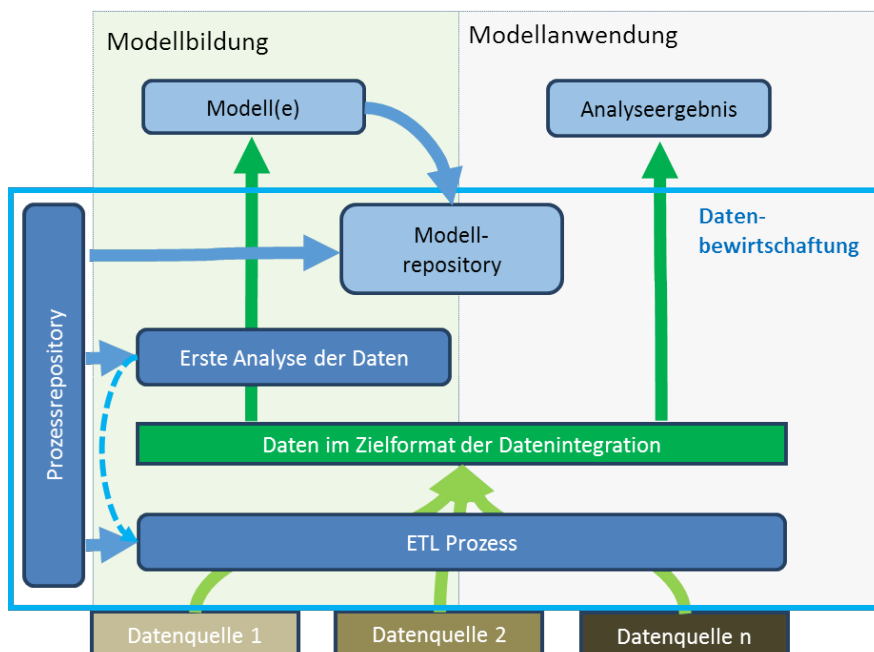 Modellbildung
Modellanwendung
Modell(e)
Analyseergebnis
Modell-
repository
Daten-
bewirtschaftung
Prozessrepository
Erste Analyse der Daten
Daten im Zielformat der Datenintegration
ETL Prozess
Datenquelle 1
Datenquelle 2
Datenquelle n